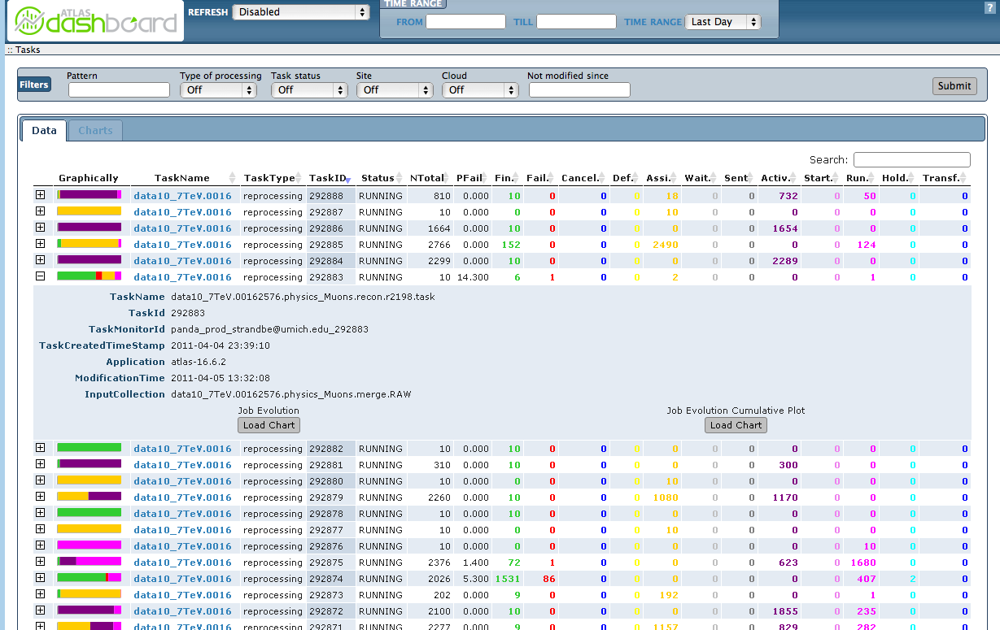 ATLAS dashboard REFRESH Disabled TIME RANGE FROM TILL TIME RANGE Last Day ?
:: Tasks
Filters Pattern Type of processing Off Task status Off Site Off Cloud Off Not modified since Submit
Data Charts
Search:
Graphically TaskName TaskType TaskID Status NTotal PFail Fin. Fail. Cancel. Def. Assi. Wait. Sent Activ. Start. Run. Hold. Transf.
data10_7TeV.0016 reprocessing 292888 RUNNING 810 0.000 10 0 0 0 18 0 0 732 0 50 0 0
data10_7TeV.0016 reprocessing 292887 RUNNING 10 0.000 0 0 0 0 10 0 0 0 0 0 0 0
data10_7TeV.0016 reprocessing 292886 RUNNING 1664 0.000 10 0 0 0 0 0 0 1654 0 0 0 0
data10_7TeV.0016 reprocessing 292885 RUNNING 2766 0.000 152 0 0 0 2490 0 0 0 0 124 0 0
data10_7TeV.0016 reprocessing 292884 RUNNING 2299 0.000 10 0 0 0 0 0 0 2289 0 0 0 0
data10_7TeV.0016 reprocessing 292883 RUNNING 10 14.300 6 1 0 0 2 0 0 0 0 1 0 0
TaskName data10_7TeV.00162576.physics_Muons.recon.r2198.task
TaskId 292883
TaskMonitorId panda_prod_strandbe@umich.edu_292883
TaskCreatedTimeStamp 2011-04-04 23:39:10
Application atlas-16.6.2
ModificationTime 2011-04-05 13:32:08
InputCollection data10_7TeV.00162576.physics_Muons.merge.RAW
Job Evolution Job Evolution Cumulative Plot
Load Chart Load Chart
data10_7TeV.0016 reprocessing 292882 RUNNING 10 0.000 10 0 0 0 0 0 0 0 0 0 0 0
data10_7TeV.0016 reprocessing 292881 RUNNING 310 0.000 10 0 0 0 0 0 0 300 0 0 0 0
data10_7TeV.0016 reprocessing 292880 RUNNING 10 0.000 0 0 0 0 10 0 0 0 0 0 0 0
data10_7TeV.0016 reprocessing 292879 RUNNING 2260 0.000 10 0 0 0 1080 0 0 1170 0 0 0 0
data10_7TeV.0016 reprocessing 292878 RUNNING 10 0.000 10 0 0 0 0 0 0 0 0 0 0 0
data10_7TeV.0016 reprocessing 292877 RUNNING 10 0.000 0 0 0 0 10 0 0 0 0 0 0 0
data10_7TeV.0016 reprocessing 292876 RUNNING 10 0.000 0 0 0 0 0 0 0 0 0 10 0 0
data10_7TeV.0016 reprocessing 292875 RUNNING 2376 1.400 72 1 0 0 0 0 0 623 0 1680 0 0
data10_7TeV.0016 reprocessing 292874 RUNNING 2026 5.300 1531 86 0 0 0 0 0 0 0 407 2 0
data10_7TeV.0016 reprocessing 292873 RUNNING 202 0.000 9 0 0 0 192 0 0 0 0 1 0 0
data10_7TeV.0016 reprocessing 292872 RUNNING 2100 0.000 10 0 0 0 0 0 0 1855 0 235 0 0
data10_7TeV.0016 reprocessing 292871 RUNNING 2277 0.000 9 0 0 0 1157 0 0 829 0 282 0 0